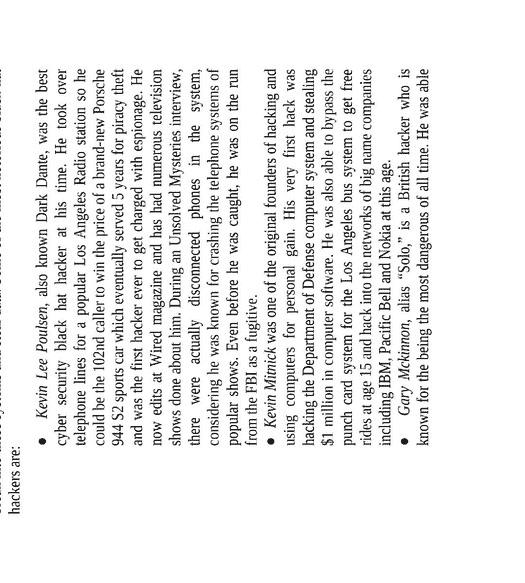 hackers are:
● Kevin Lee Poulsen, also known Dark Dante, was the best
cyber security black hat hacker at his time. He took over
telephone lines for a popular Los Angeles Radio station so he
could be the 102nd caller to win the price of a brand-new Porsche
944 S2 sports car which eventually served 5 years for piracy theft
and was the first hacker ever to get charged with espionage. He
now edits at Wired magazine and has had numerous television
shows done about him. During an Unsolved Mysteries interview,
there were actually disconnected phones in the system,
considering he was known for crashing the telephone systems of
popular shows. Even before he was caught, he was on the run
from the FBI as a fugitive.
● Kevin Mitnick was one of the original founders of hacking and
using computers for personal gain. His very first hack was
hacking the Department of Defense computer system and stealing
$1 million in computer software. He was also able to bypass the
punch card system for the Los Angeles bus system to get free
rides at age 15 and hack into the networks of big name companies
including IBM, Pacific Bell and Nokia at this age.
● Gary Mckinnon, alias “Solo,” is a British hacker who is
known for the being the most dangerous of all time. He was able